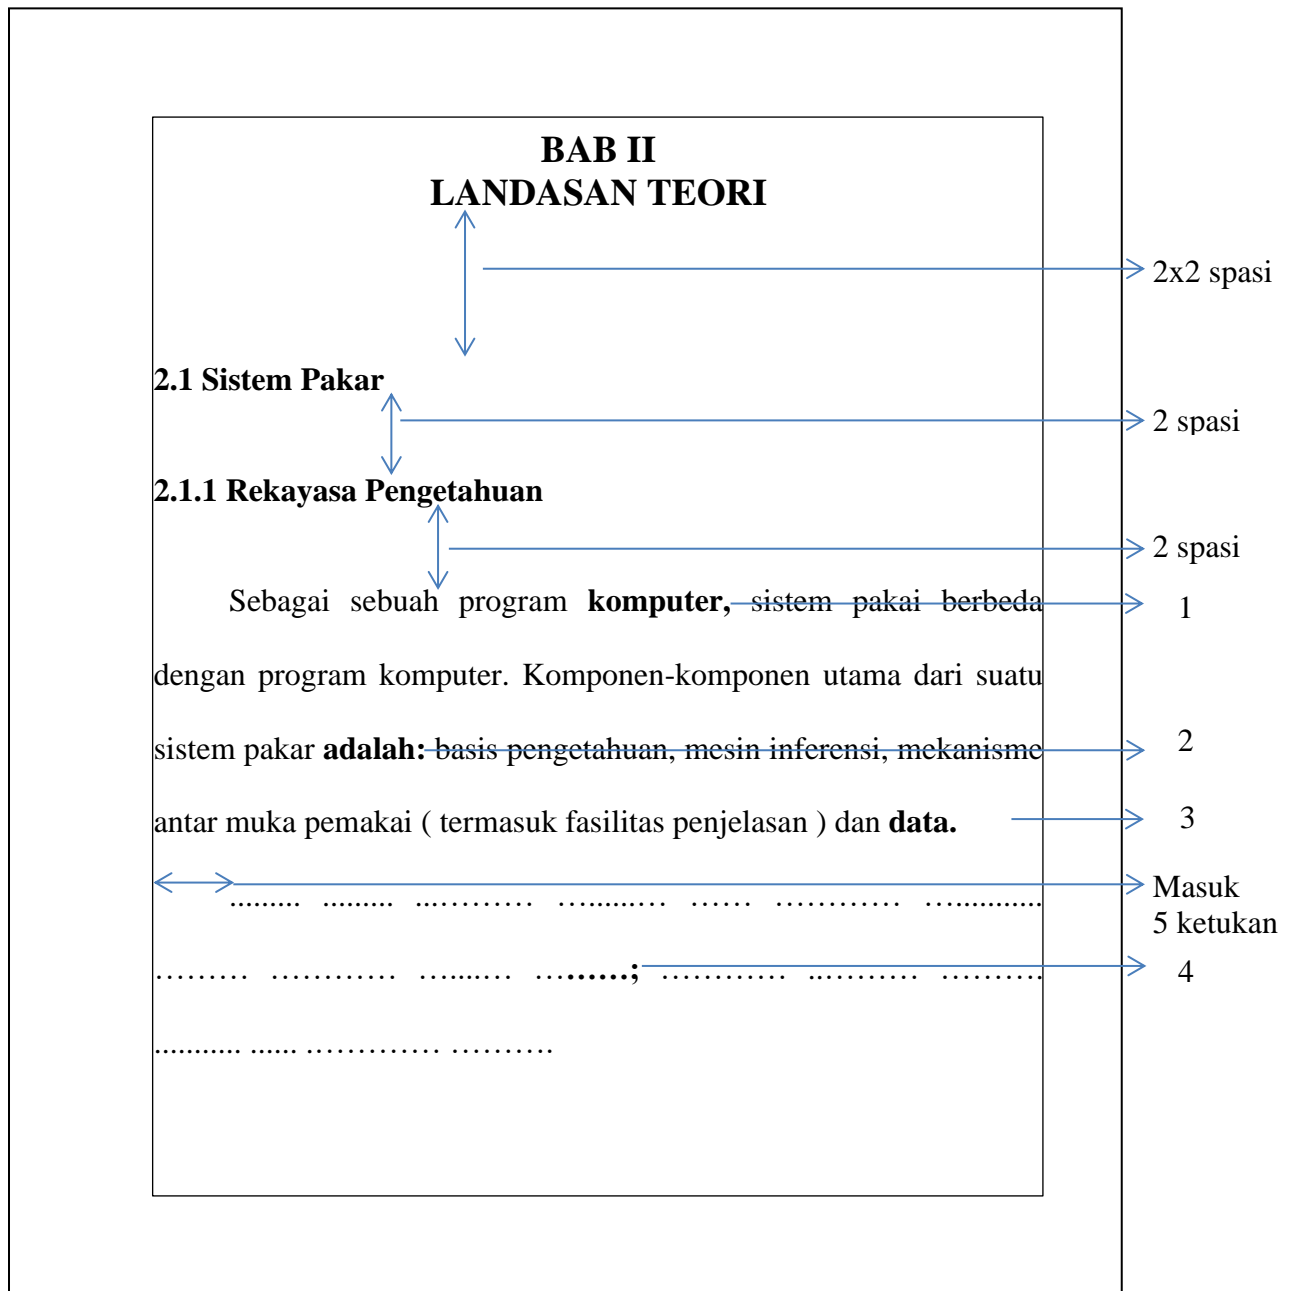 BAB II
LANDASAN TEORI
2x2 spasi
2.1 Sistem Pakar
2 spasi
2.1.1 Rekayasa Pengetahuan
2 spasi
Sebagai sebuah program komputer, sistem pakai berbeda
1
dengan program komputer. Komponen-komponen utama dari suatu
sistem pakar adalah: basis pengetahuan, mesin inferensi, mekanisme
2
antar muka pemakai ( termasuk fasilitas penjelasan ) dan data.
3
Masuk
5 ketukan
......... ......... ...……… …......… …… ………… …...........
……… ………… ….....… ….......; ………… ...……… ……….
4
........... ...... .………… ……….